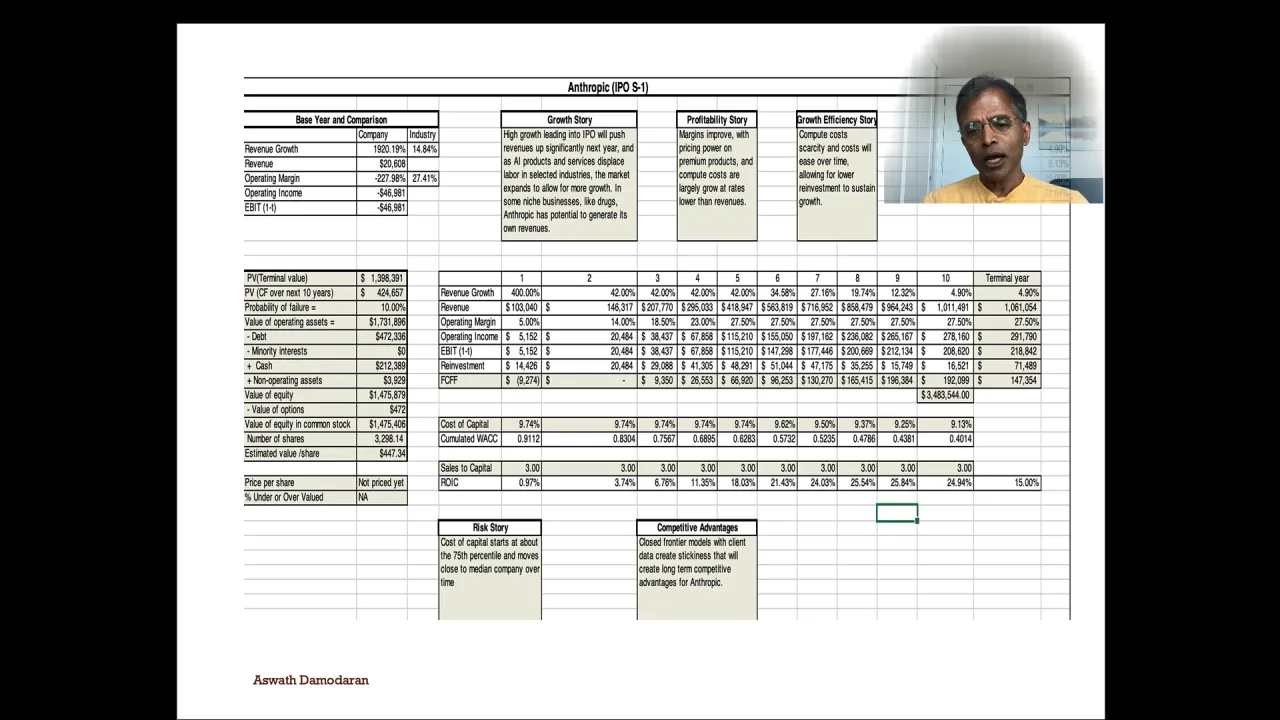 Anthropic (IPO S-1)
Base Year and Comparison
Company Industry
Revenue Growth 1920.19% 14.84%
Revenue $20,608
Operating Margin -227.98% 27.41%
Operating Income -$46,981
EBIT (1-t) -$46,981
Growth Story
High growth leading into IPO will push
revenues up significantly next year, and
as AI products and services displace
labor in selected industries, the market
expands to allow for more growth. In
some niche businesses, like drugs,
Anthropic has potential to generate its
own revenues.
Profitability Story
Margins improve, with
pricing power on
premium products, and
compute costs are
largely grow at rates
lower than revenues.
Growth Efficiency Story
Compute costs
scarcity and costs will
ease over time,
allowing for lower
reinvestment to sustain
growth.
PV(Terminal value) $ 1,398,391
PV (CF over next 10 years) $ 424,657
Probability of failure = 10.00%
Value of operating assets = $1,731,896
- Debt $472,336
- Minority interests $0
+ Cash $212,389
+ Non-operating assets $3,929
Value of equity $1,475,879
- Value of options $472
Value of equity in common stock $1,475,406
Number of shares 3,298.14
Estimated value /share $447.34
Price per share Not priced yet
% Under or Over Valued NA
1 2 3 4 5 6 7 8 9 10 Terminal year
Revenue Growth 400.00% 42.00% 42.00% 42.00% 42.00% 34.58% 27.16% 19.74% 12.32% 4.90% 4.90%
Revenue $103,040 $ 146,317 $207,770 $295,033 $418,947 $563,819 $716,952 $858,479 $964,243 $ 1,011,491 $ 1,061,054
Operating Margin 5.00% 14.00% 18.50% 23.00% 27.50% 27.50% 27.50% 27.50% 27.50% 27.50% 27.50%
Operating Income $ 5,152 $ 20,484 $ 38,437 $ 67,858 $115,210 $155,050 $197,162 $236,082 $265,167 $ 278,160 $ 291,790
EBIT (1-t) $ 5,152 $ 20,484 $ 38,437 $ 67,858 $115,210 $147,298 $177,446 $200,669 $212,134 $ 208,620 $ 218,842
Reinvestment $ 14,426 $ 20,484 $ 29,088 $ 41,305 $ 48,291 $ 51,044 $ 47,175 $ 35,255 $ 15,749 $ 16,521 $ 71,489
FCFF $ (9,274) $ - $ 9,350 $ 26,553 $ 66,920 $ 96,253 $130,270 $165,415 $196,384 $ 192,099 $ 147,354
$ 3,483,544.00
Cost of Capital 9.74% 9.74% 9.74% 9.74% 9.74% 9.62% 9.50% 9.37% 9.25% 9.13%
Cumulated WACC 0.9112 0.8304 0.7567 0.6895 0.6283 0.5732 0.5235 0.4786 0.4381 0.4014
Sales to Capital 3.00 3.00 3.00 3.00 3.00 3.00 3.00 3.00 3.00 3.00
ROIC 0.97% 3.74% 6.76% 11.35% 18.03% 21.43% 24.03% 25.54% 25.84% 24.94% 15.00%
Risk Story
Cost of capital starts at about
the 75th percentile and moves
close to median company over
time
Competitive Advantages
Closed frontier models with client
data create stickiness that will
create long term competitive
advantages for Anthropic.
Aswath Damodaran